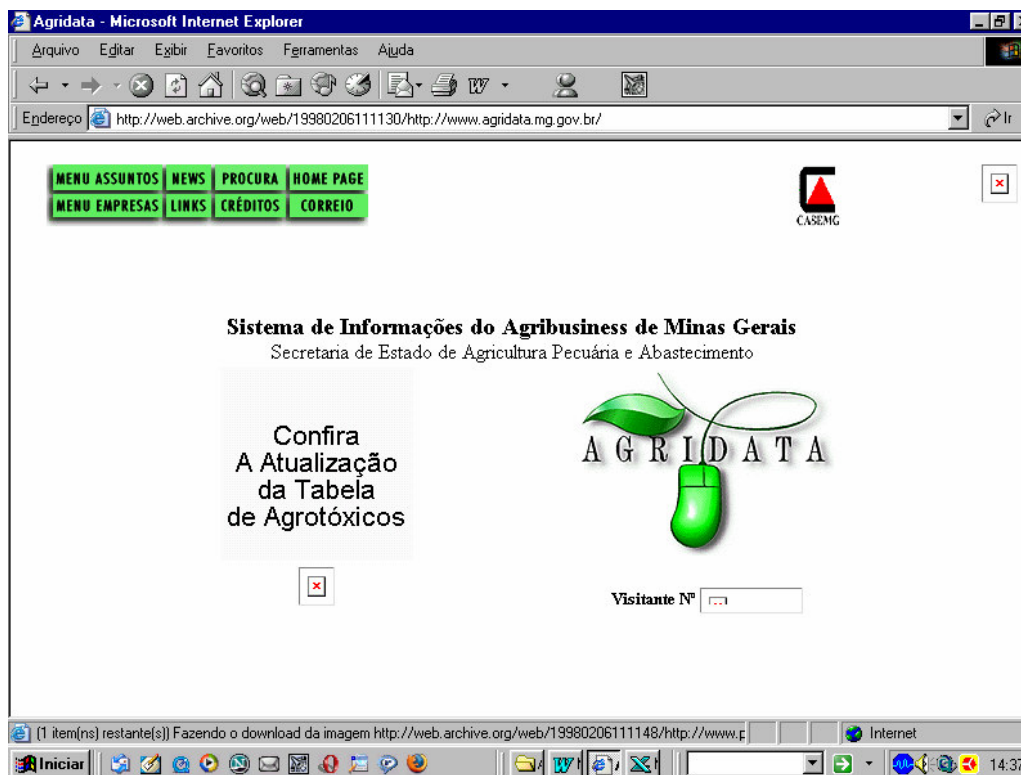 Agridata - Microsoft Internet Explorer
Arquivo Editar Exibir Favoritos Ferramentas Ajuda
Endereço http://web.archive.org/web/19980206111130/http://www.agridata.mg.gov.br/ Ir
MENU ASSUNTOS NEWS PROCURA HOME PAGE
MENU EMPRESAS LINKS CRÉDITOS CORREIO
CASEMG
Sistema de Informações do Agribusiness de Minas Gerais
Secretaria de Estado de Agricultura Pecuária e Abastecimento
Confira
A Atualização
da Tabela
de Agrotóxicos
AGRIDATA
Visitante Nº
(1 item(ns) restante(s)) Fazendo o download da imagem http://web.archive.org/web/19980206111148/http://www.p Internet
Iniciar 14:37